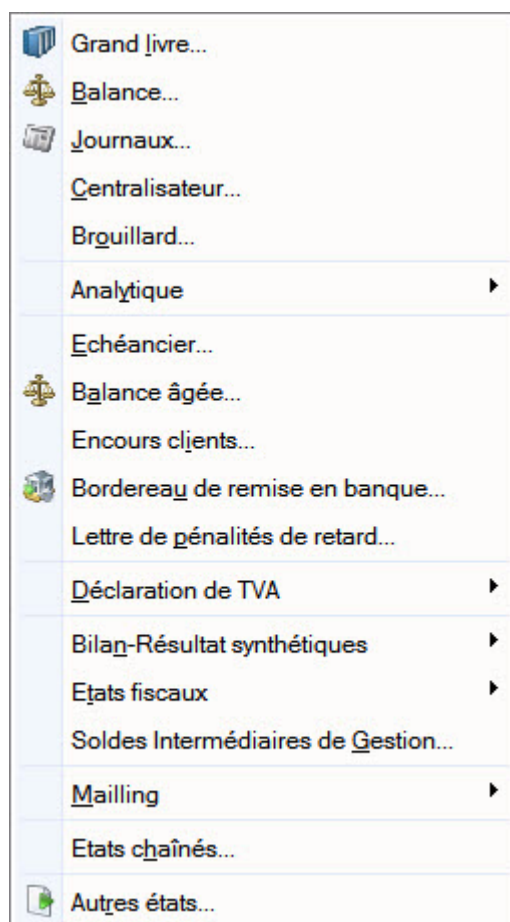 Grand livre...
Balance...
Journaux...
Centralisateur...
Brouillard...
Analytique
Echéancier...
Balance âgée...
Encours clients...
Bordereau de remise en banque...
Lettre de pénalités de retard...
Déclaration de TVA
Bilan-Résultat synthétiques
Etats fiscaux
Soldes Intermédiaires de Gestion...
Mailling
Etats chaînés...
Autres états...